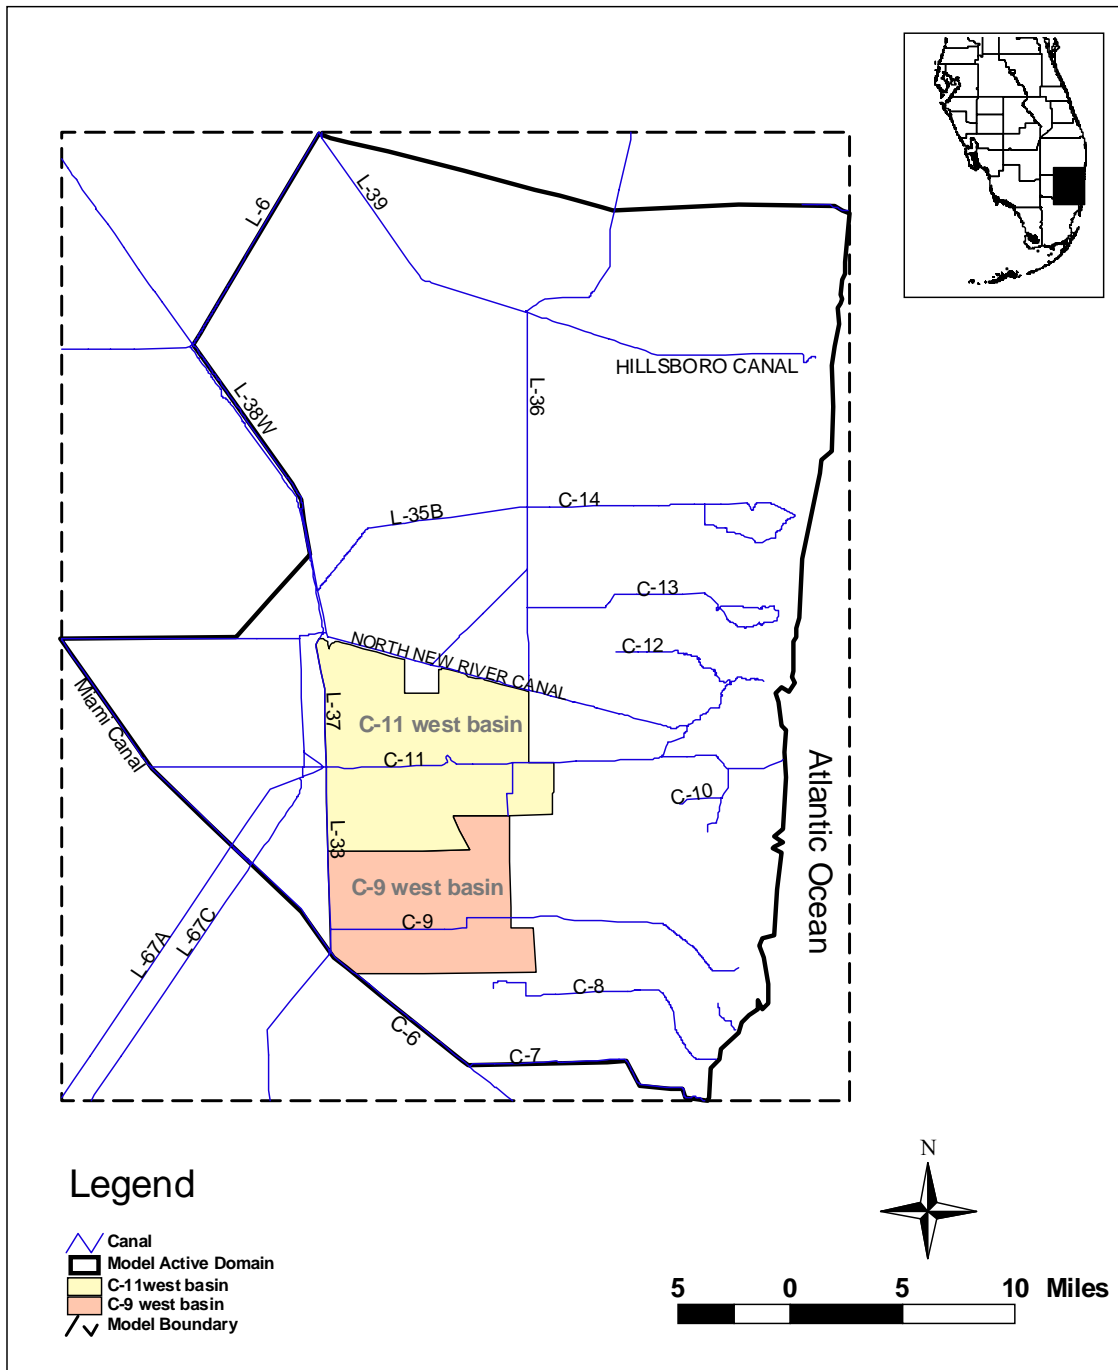 L-6
L-39
HILLSBORO CANAL
L-38W
L-36
L-35B
C-14
C-13
C-12
NORTH NEW RIVER CANAL
Miami Canal
L-37
C-11 west basin
C-11
C-10
Atlantic Ocean
L-33
C-9 west basin
C-9
L-67A
L-67C
C-8
C-6
C-7
N
Legend
Canal
Model Active Domain
C-11west basin
C-9 west basin
Model Boundary
5 0 5 10 Miles